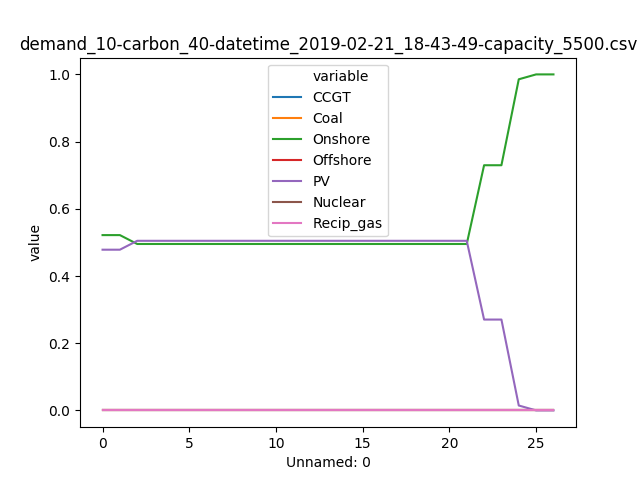 demand_10-carbon_40-datetime_2019-02-21_18-43-49-capacity_5500.csv
value
1.0
0.8
0.6
0.4
0.2
0.0
variable
CCGT
Coal
Onshore
Offshore
PV
Nuclear
Recip_gas
0 5 10 15 20 25
Unnamed: 0